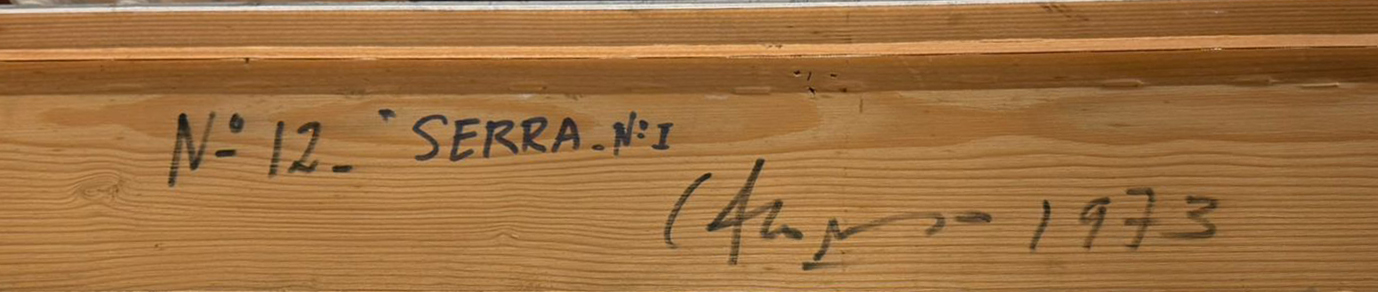 Nº 12_ "SERRA_Nº I
1973